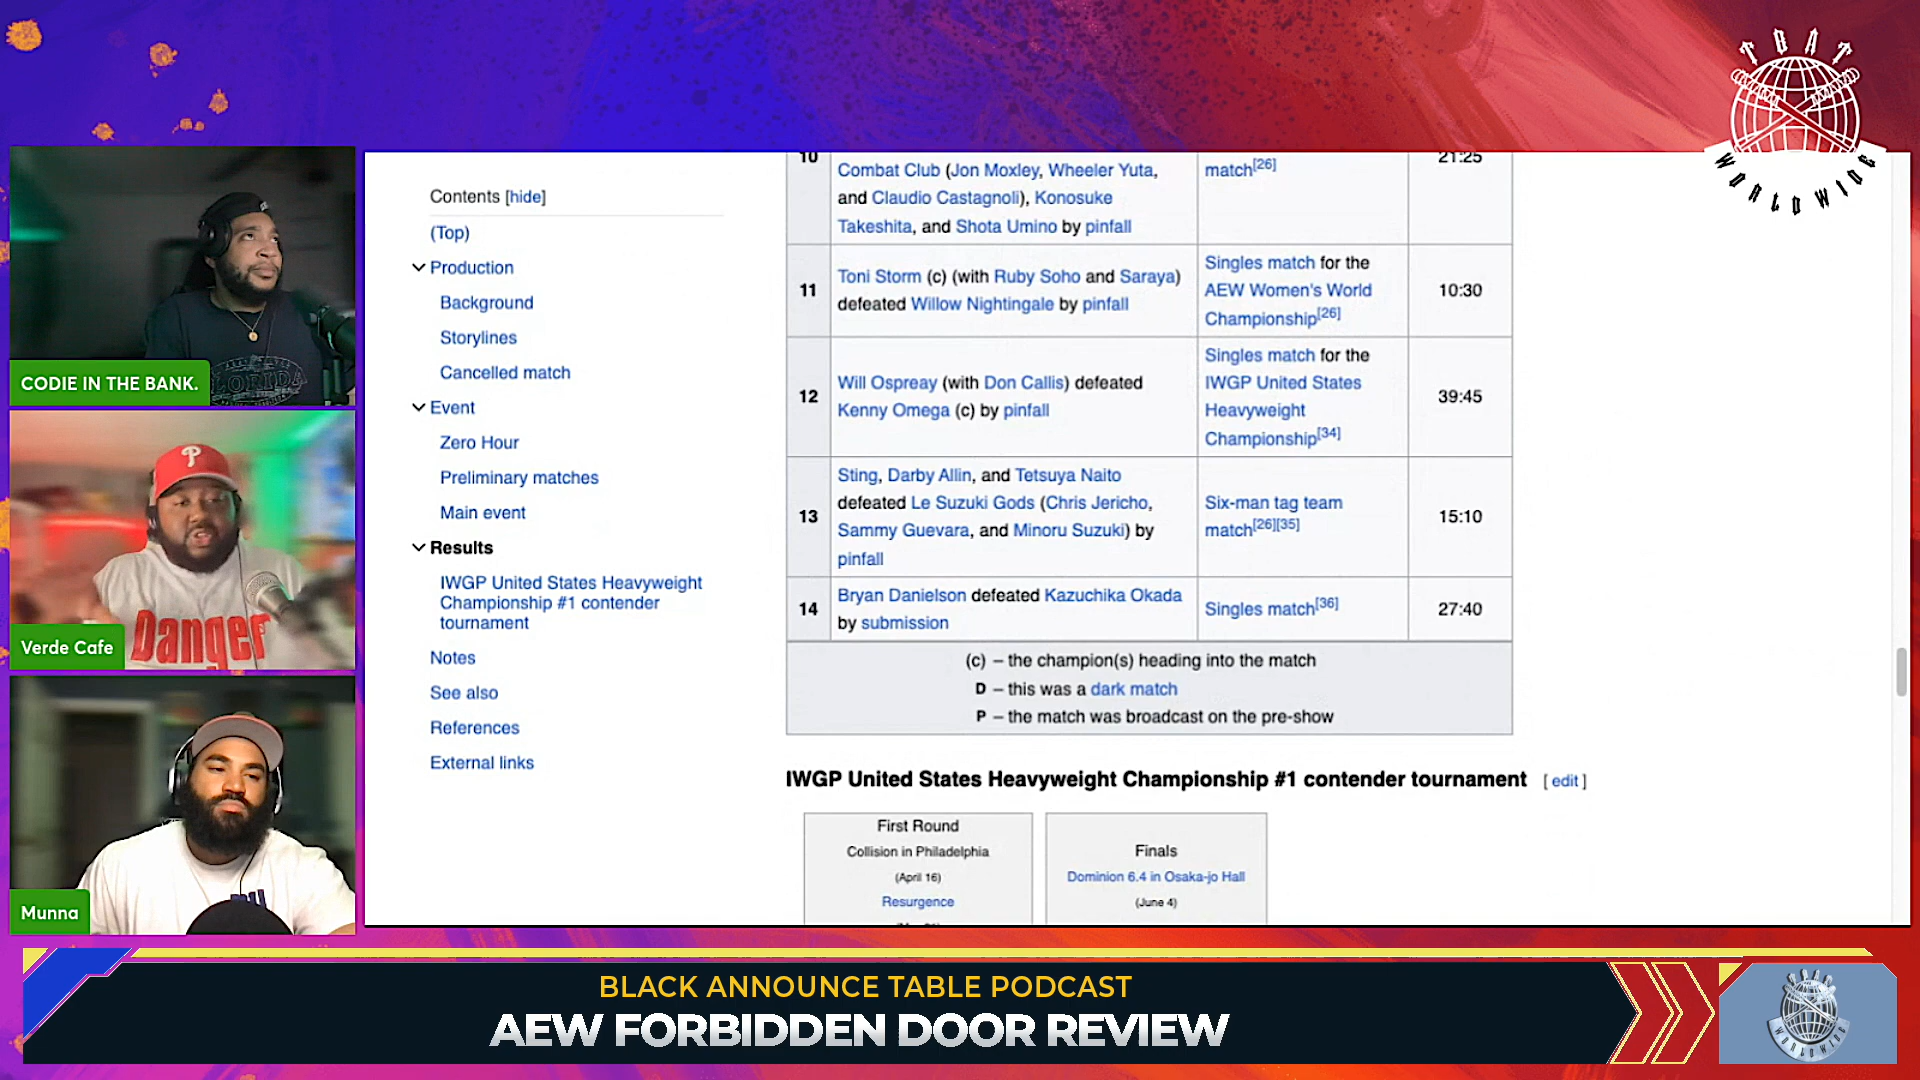 TBAT
WORLDWIDE
CODIE IN THE BANK.
Verde Cafe
Danger
Munna
Contents [hide]
(Top)
Production
Background
Storylines
Cancelled match
Event
Zero Hour
Preliminary matches
Main event
Results
IWGP United States Heavyweight
Championship #1 contender
tournament
Notes
See also
References
External links
10
Combat Club (Jon Moxley, Wheeler Yuta,
and Claudio Castagnoli), Konosuke
Takeshita, and Shota Umino by pinfall
match[26]
21:25
11
Toni Storm (c) (with Ruby Soho and Saraya)
defeated Willow Nightingale by pinfall
Singles match for the
AEW Women's World
Championship[26]
10:30
12
Will Ospreay (with Don Callis) defeated
Kenny Omega (c) by pinfall
Singles match for the
IWGP United States
Heavyweight
Championship[34]
39:45
13
Sting, Darby Allin, and Tetsuya Naito
defeated Le Suzuki Gods (Chris Jericho,
Sammy Guevara, and Minoru Suzuki) by
pinfall
Six-man tag team
match[26][35]
15:10
14
Bryan Danielson defeated Kazuchika Okada
by submission
Singles match[36]
27:40
(c) – the champion(s) heading into the match
D – this was a dark match
P – the match was broadcast on the pre-show
IWGP United States Heavyweight Championship #1 contender tournament [ edit ]
First Round
Collision in Philadelphia
(April 16)
Resurgence
Finals
Dominion 6.4 in Osaka-jo Hall
(June 4)
BLACK ANNOUNCE TABLE PODCAST
AEW FORBIDDEN DOOR REVIEW
WORLDWIDE